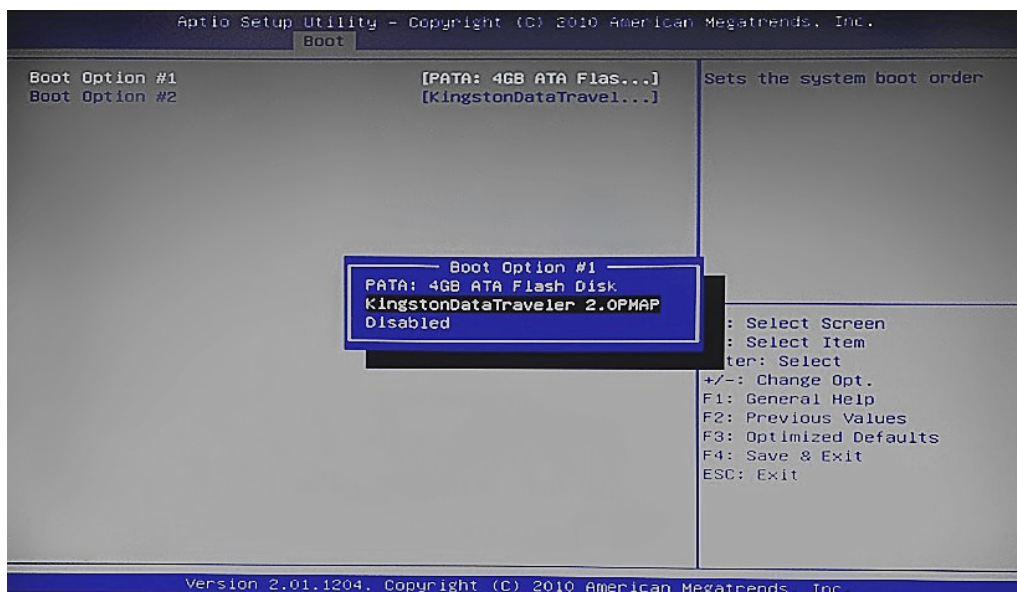 Aptio Setup Utility – Copyright (C) 2010 American Megatrends, Inc.
Boot
Boot Option #1 [PATA: 4GB ATA Flas...]
Boot Option #2 [KingstonDataTravel...]
Sets the system boot order
Boot Option #1
PATA: 4GB ATA Flash Disk
KingstonDataTraveler 2.0PMAP
Disabled
: Select Screen
: Select Item
ter: Select
+/-: Change Opt.
F1: General Help
F2: Previous Values
F3: Optimized Defaults
F4: Save & Exit
ESC: Exit
Version 2.01.1204. Copyright (C) 2010 American Megatrends, Inc.